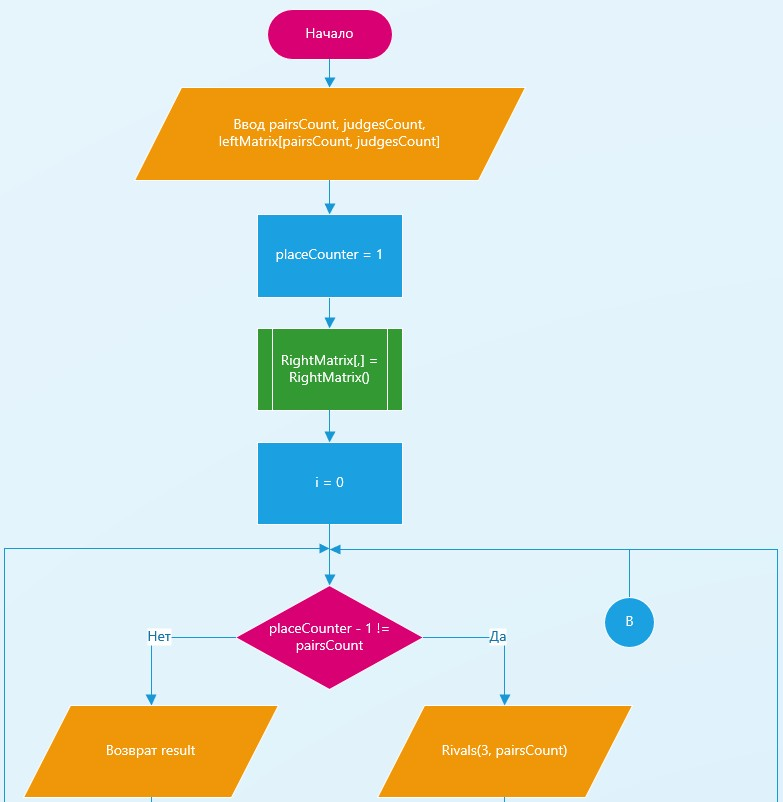 Начало
Ввод pairsCount, judgesCount,
leftMatrix[pairsCount, judgesCount]
placeCounter = 1
RightMatrix[,] =
RightMatrix()
i = 0
placeCounter - 1 !=
pairsCount
Нет
Да
B
Возврат result
Rivals(3, pairsCount)